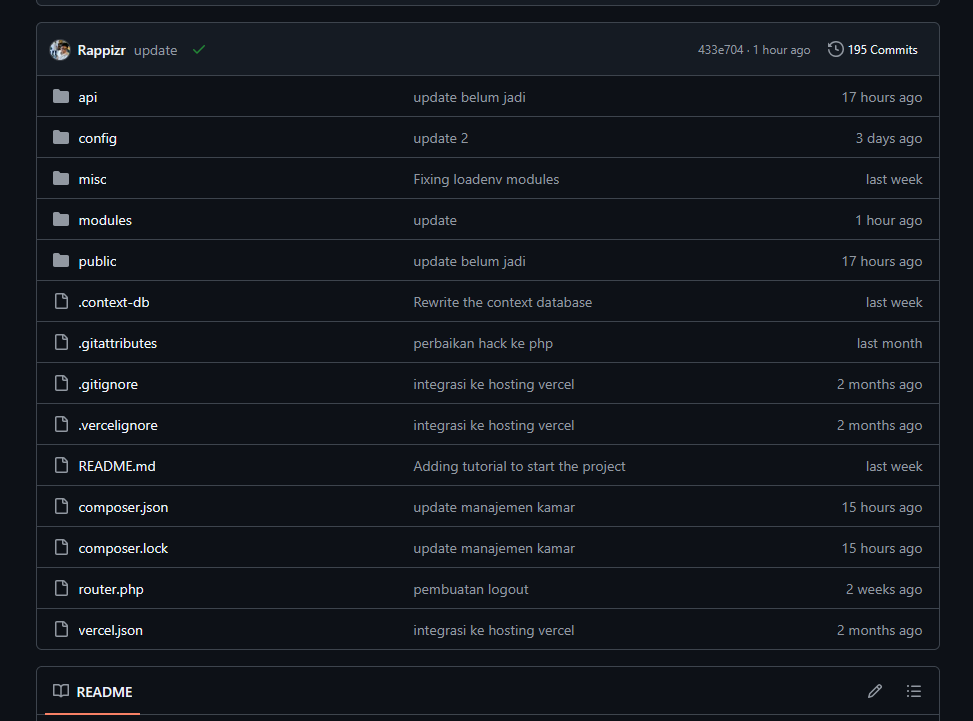 Rappizr update 433e704 · 1 hour ago 195 Commits
api update belum jadi 17 hours ago
config update 2 3 days ago
misc Fixing loadenv modules last week
modules update 1 hour ago
public update belum jadi 17 hours ago
.context-db Rewrite the context database last week
.gitattributes perbaikan hack ke php last month
.gitignore integrasi ke hosting vercel 2 months ago
.vercelignore integrasi ke hosting vercel 2 months ago
README.md Adding tutorial to start the project last week
composer.json update manajemen kamar 15 hours ago
composer.lock update manajemen kamar 15 hours ago
router.php pembuatan logout 2 weeks ago
vercel.json integrasi ke hosting vercel 2 months ago
README